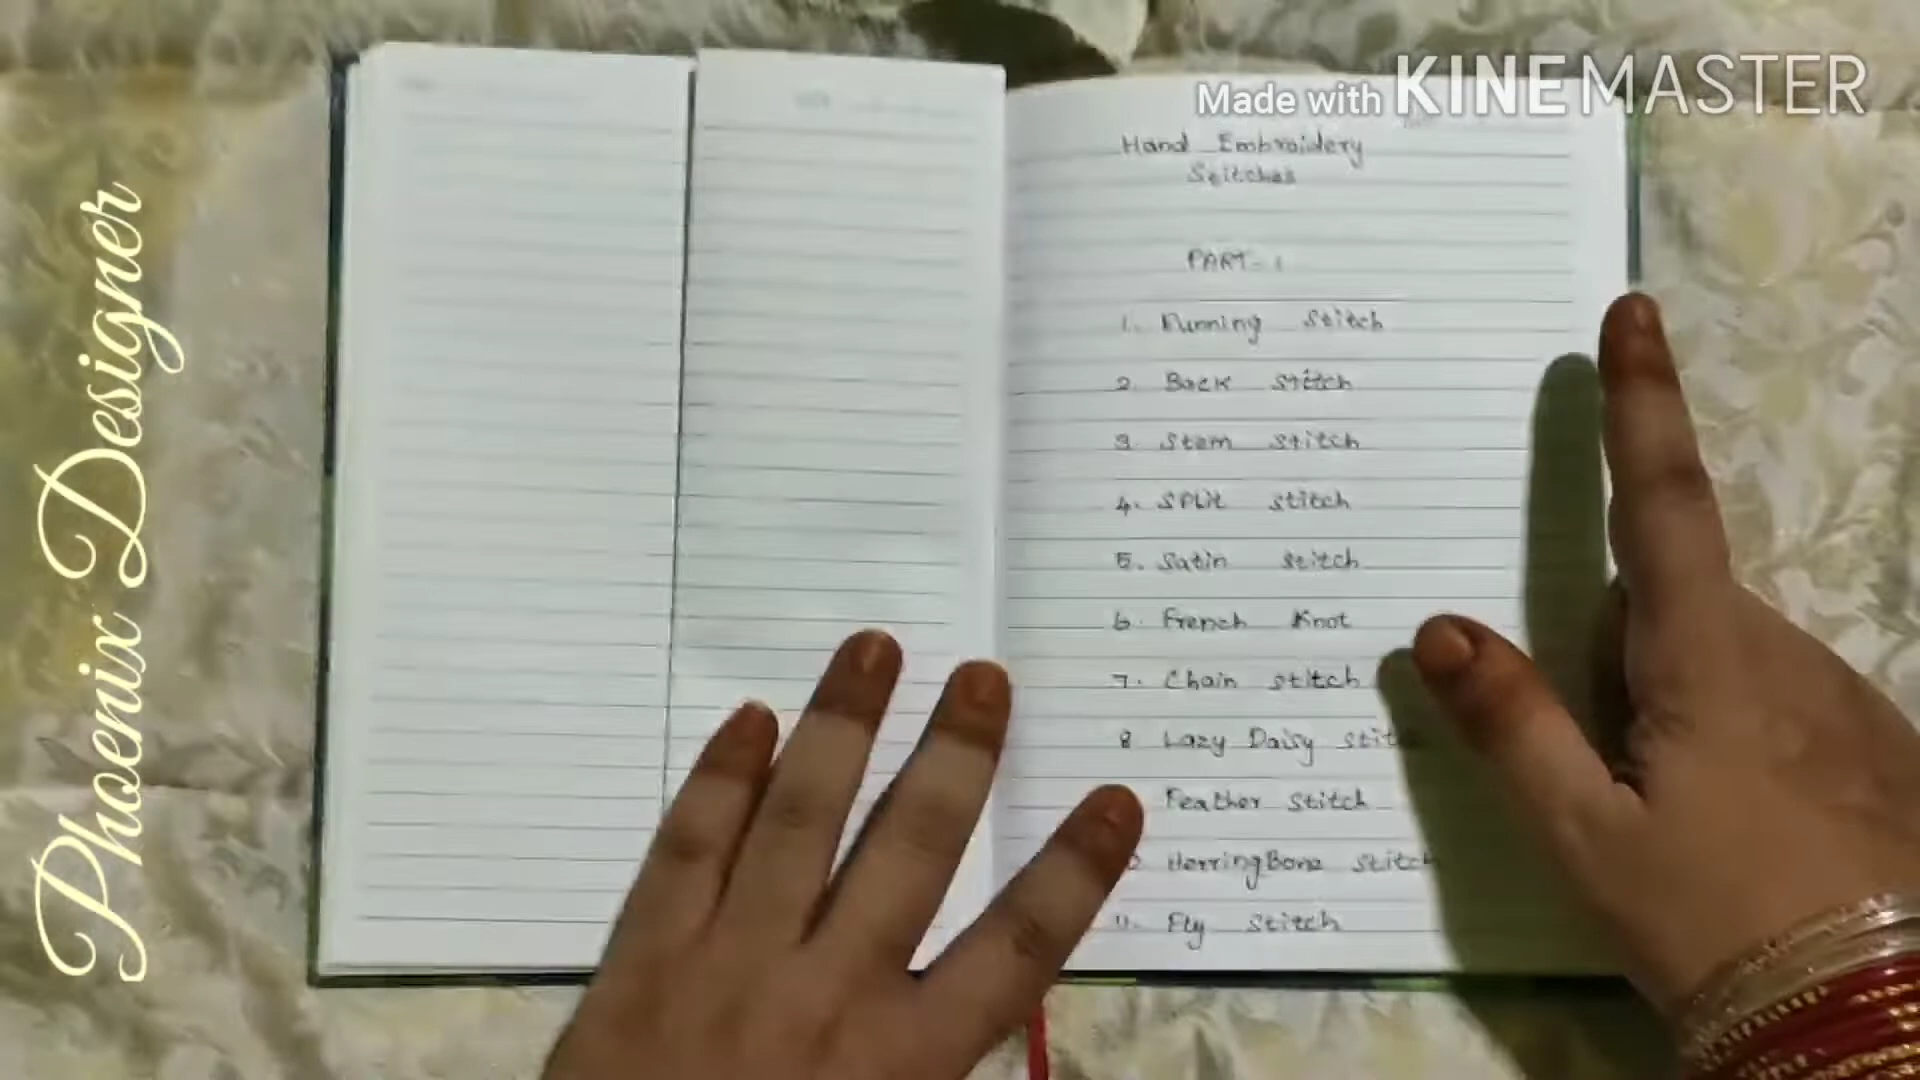 Made with KINEMASTER
Phoenix Designer
Hand Embroidery
Stitches
PART-1
1. Running Stitch
2. Back stitch
3. Stem stitch
4. Split stitch
5. Satin stitch
6. French Knot
7. Chain stitch
8 Lazy Daisy
Feather stitch
HerringBone stitch
11. Fly stitch